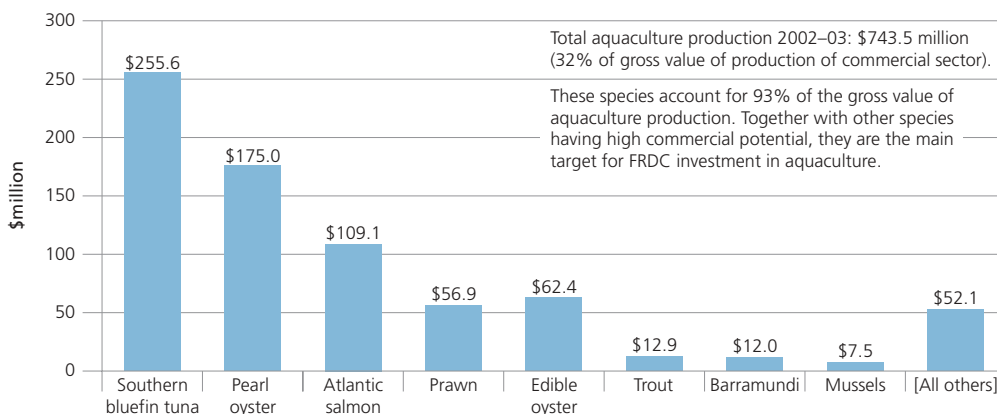 300
Total aquaculture production 2002–03: $743.5 million
(32% of gross value of production of commercial sector).
These species account for 93% of the gross value of
aquaculture production. Together with other species
having high commercial potential, they are the main
target for FRDC investment in aquaculture.
$255.6
250
200
$175.0
$million
150
$109.1
100
$56.9
$62.4
$52.1
50
$12.9
$12.0
$7.5
0
Southern
bluefin tuna
Pearl
oyster
Atlantic
salmon
Prawn
Edible
oyster
Trout
Barramundi
Mussels
[All others]